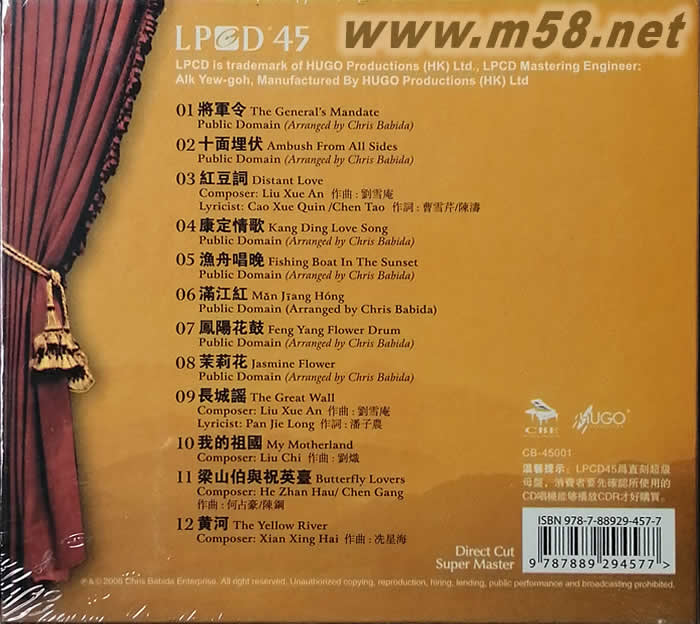 www.m58.net
LPCD 45
LPCD is trademark of HUGO Productions (HK) Ltd., LPCD Mastering Engineer:
Aik Yew-goh, Manufactured By HUGO Productions (HK) Ltd
01 將軍令 The General's Mandate
Public Domain (Arranged by Chris Babida)
02 十面埋伏 Ambush From All Sides
Public Domain (Arranged by Chris Babida)
03 紅豆詞 Distant Love
Composer: Liu Xue An 作曲:劉雪庵
Lyricist: Cao Xue Quin /Chen Tao 作詞:曹雪芹/陳濤
04 康定情歌 Kang Ding Love Song
Public Domain (Arranged by Chris Babida)
05 漁舟唱晚 Fishing Boat In The Sunset
Public Domain (Arranged by Chris Babida)
06 滿江紅 Mǎn Jīang Hóng
Public Domain (Arranged by Chris Babida)
07 鳳陽花鼓 Feng Yang Flower Drum
Public Domain (Arranged by Chris Babida)
08 茉莉花 Jasmine Flower
Public Domain (Arranged by Chris Babida)
09 長城謠 The Great Wall
Composer: Liu Xue An 作曲:劉雪庵
Lyricist: Pan Jie Long 作詞:潘子農
10 我的祖國 My Motherland
Composer: Liu Chi 作曲:劉熾
11 梁山伯與祝英臺 Butterfly Lovers
Composer: He Zhan Hau/ Chen Gang
作曲:何占豪/陳鋼
12 黄河 The Yellow River
Composer: Xian Xing Hai 作曲:冼星海
CBE
HUGO
CB-45001
溫馨提示:LPCD45爲直刻超級
母盤,消費者要先確認所使用的
CD唱機能够播放CDR才好購買。
ISBN 978-7-88929-457-7
9 787889 294577 >
Direct Cut
Super Master
℗ & © 2008 Chris Babida Enterprise. All right reserved. Unauthorized copying, reproduction, hiring, lending, public performance and broadcasting prohibited.